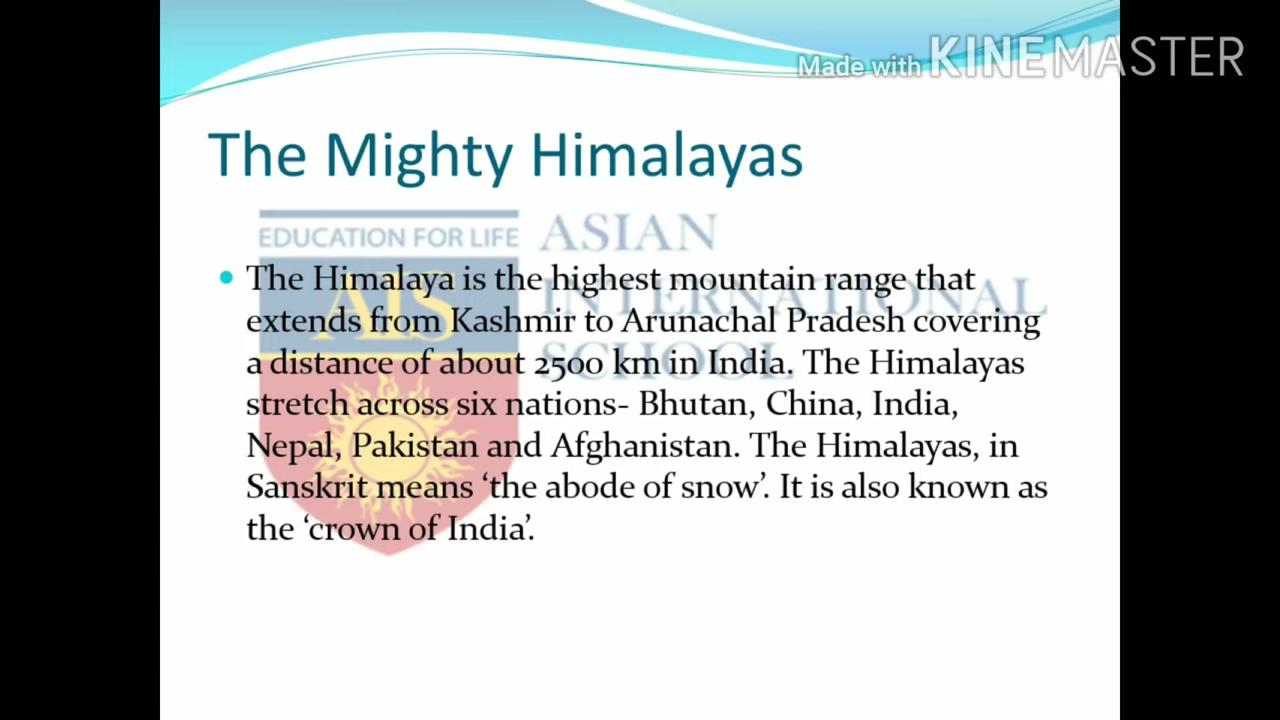 Made with KINEMASTER
The Mighty Himalayas
EDUCATION FOR LIFE
ASIAN
INTERNATIONAL
SCHOOL
AIS
• The Himalaya is the highest mountain range that
extends from Kashmir to Arunachal Pradesh covering
a distance of about 2500 km in India. The Himalayas
stretch across six nations- Bhutan, China, India,
Nepal, Pakistan and Afghanistan. The Himalayas, in
Sanskrit means ‘the abode of snow’. It is also known as
the ‘crown of India’.